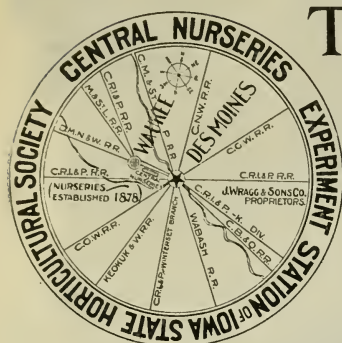 CENTRAL NURSERIES
EXPERIMENT STATION OF IOWA STATE HORTICULTURAL SOCIETY
T
C.M. & St. P. R.R.
C.R.I. & P. R.R.
M. & St. L. R.R.
D.M.N. & W. R.R.
C.R.I. & P. R.R.
WAUKEE
DES MOINES
C. & N.W. R.R.
C.G.W. R.R.
C.R.I. & P. R.R.
CENTRAL
NURSERIES
ESTABLISHED 1878
J. WRAGG & SONS CO.
PROPRIETORS.
C.R.I. & P.-K. DIV.
C.B. & Q. R.R.
WABASH R.R.
C.R.I. & P. WINTERSET BRANCH
KEOKUK & W. R.R.
C.G.W. R.R.